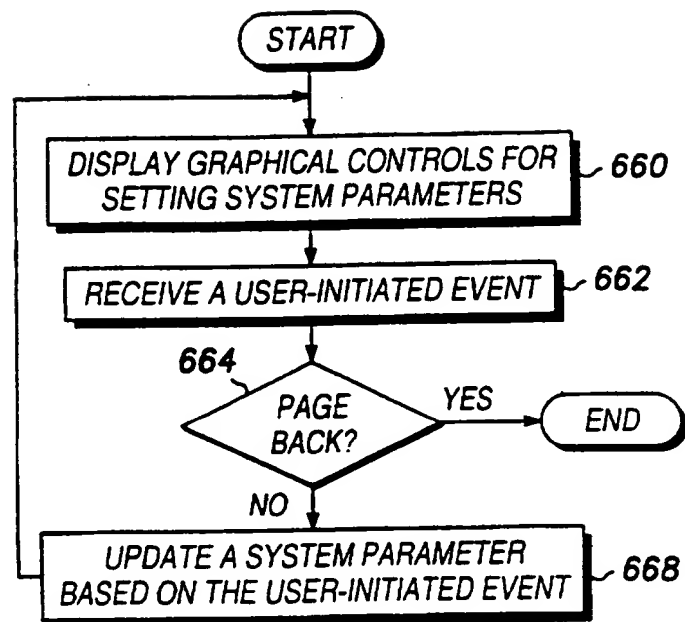 START
DISPLAY GRAPHICAL CONTROLS FOR
SETTING SYSTEM PARAMETERS
660
RECEIVE A USER-INITIATED EVENT
662
664
PAGE
BACK?
YES
END
NO
UPDATE A SYSTEM PARAMETER
BASED ON THE USER-INITIATED EVENT
668